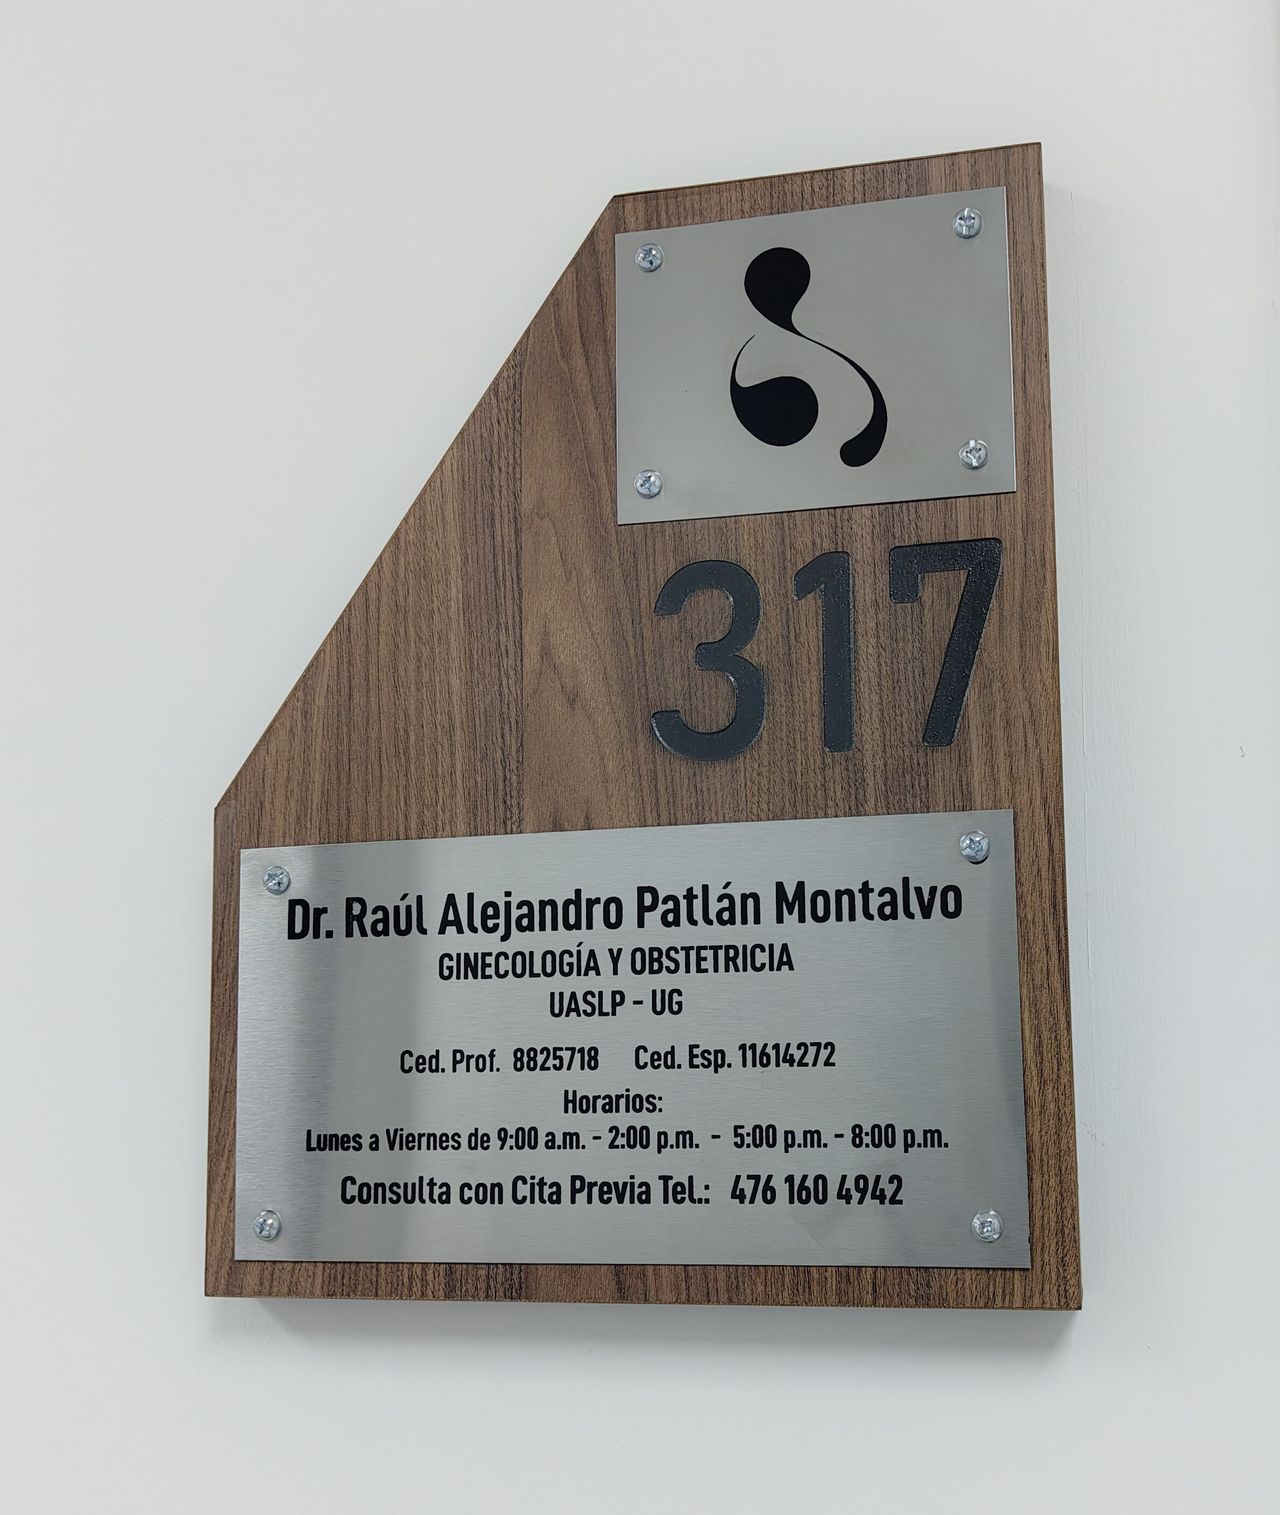 317
Dr. Raúl Alejandro Patlán Montalvo
GINECOLOGÍA Y OBSTETRICIA
UASLP - UG
Ced. Prof. 8825718 Ced. Esp. 11614272
Horarios:
Lunes a Viernes de 9:00 a.m. - 2:00 p.m. - 5:00 p.m. - 8:00 p.m.
Consulta con Cita Previa Tel.: 476 160 4942